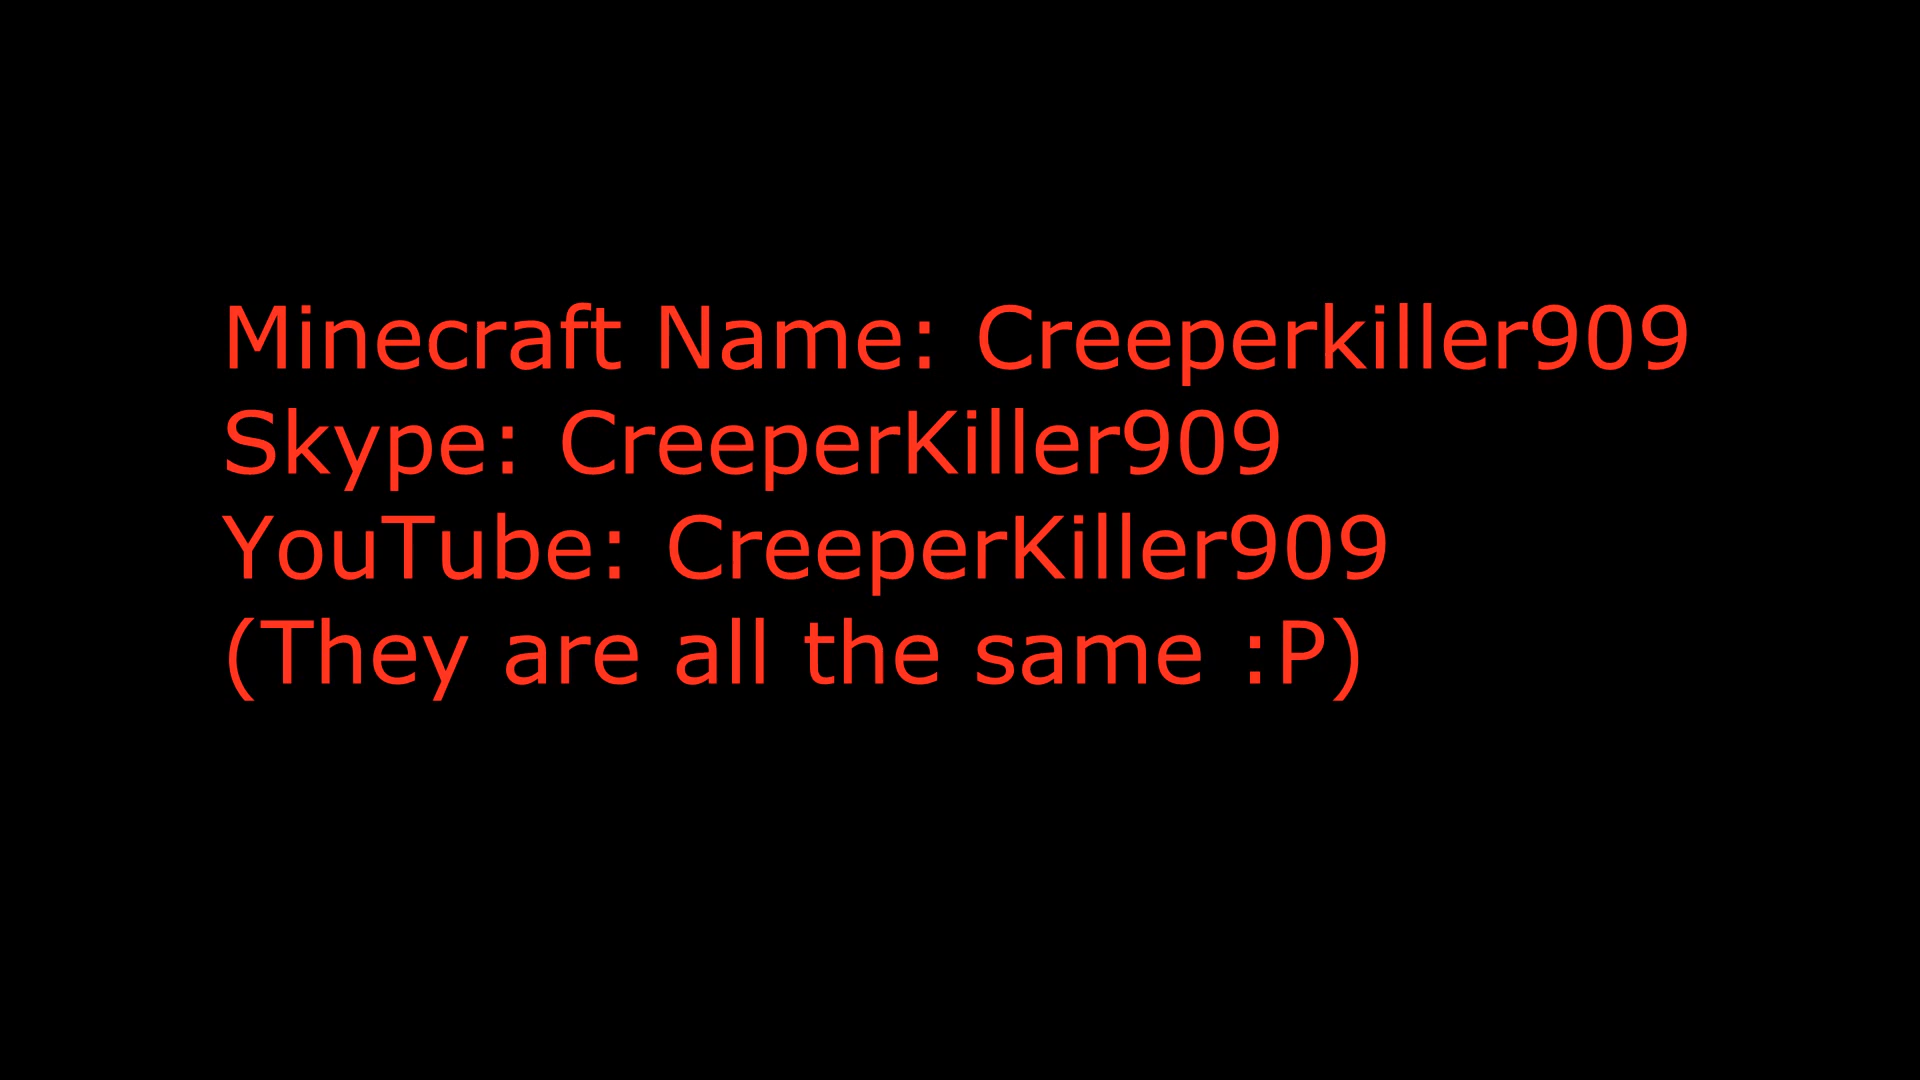 Minecraft Name: Creeperkiller909
Skype: CreeperKiller909
YouTube: CreeperKiller909
(They are all the same :P)